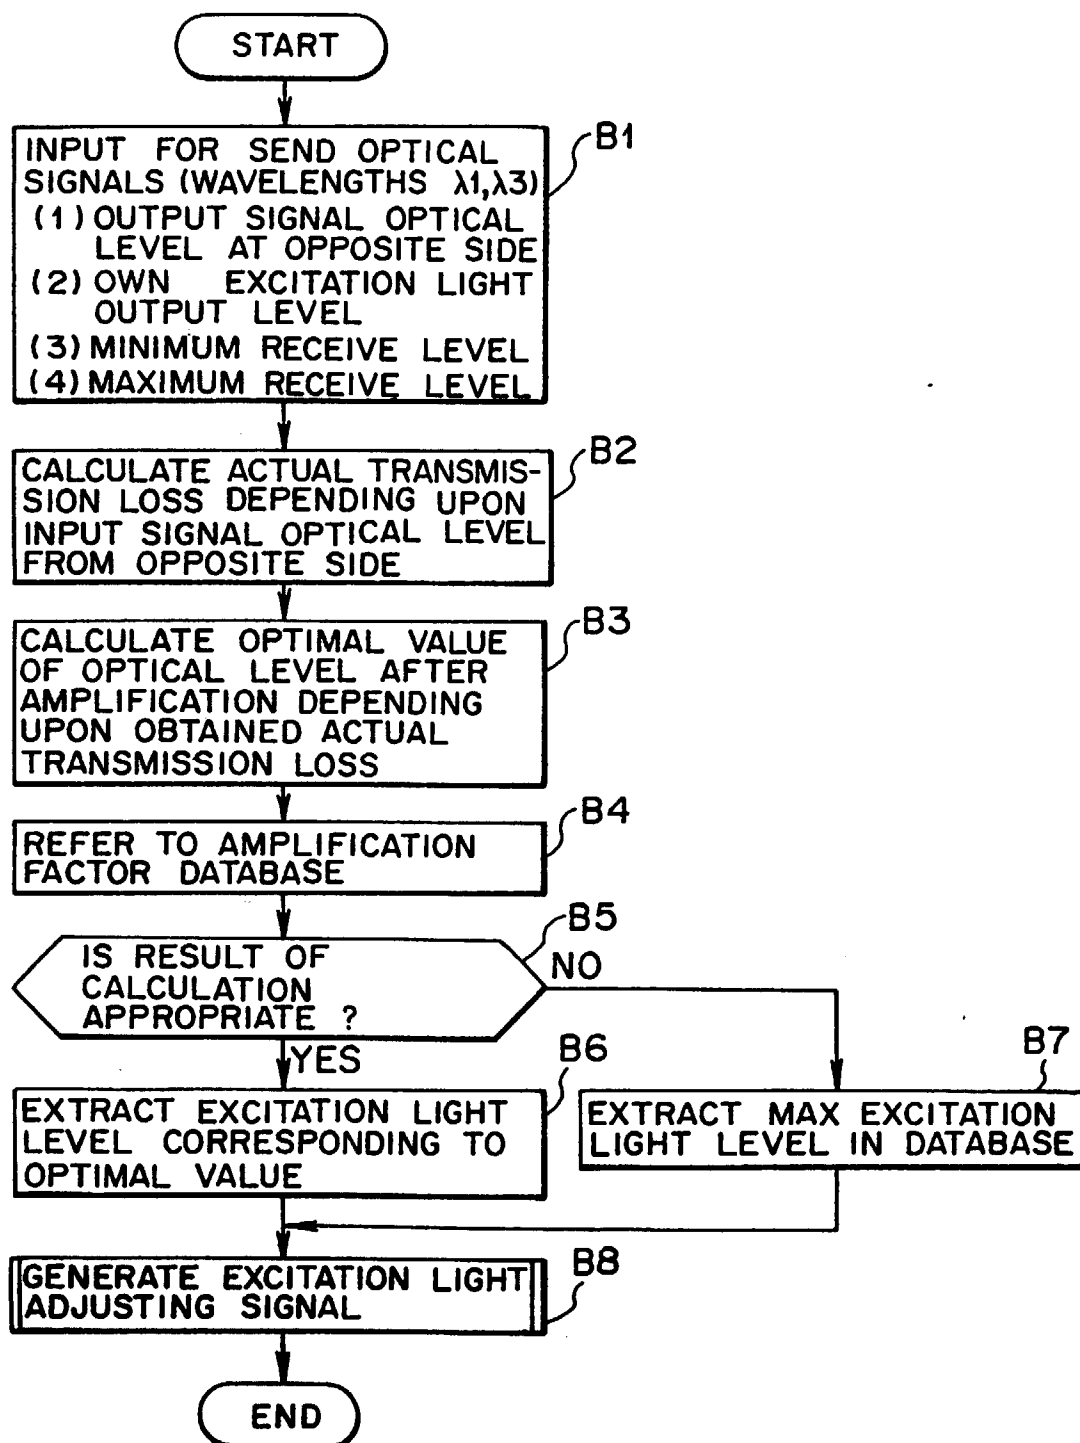 START
B1
INPUT FOR SEND OPTICAL
SIGNALS (WAVELENGTHS λ1,λ3)
(1) OUTPUT SIGNAL OPTICAL
LEVEL AT OPPOSITE SIDE
(2) OWN EXCITATION LIGHT
OUTPUT LEVEL
(3) MINIMUM RECEIVE LEVEL
(4) MAXIMUM RECEIVE LEVEL
B2
CALCULATE ACTUAL TRANSMIS-
SION LOSS DEPENDING UPON
INPUT SIGNAL OPTICAL LEVEL
FROM OPPOSITE SIDE
B3
CALCULATE OPTIMAL VALUE
OF OPTICAL LEVEL AFTER
AMPLIFICATION DEPENDING
UPON OBTAINED ACTUAL
TRANSMISSION LOSS
B4
REFER TO AMPLIFICATION
FACTOR DATABASE
B5
IS RESULT OF
CALCULATION
APPROPRIATE ?
NO
YES
B6
EXTRACT EXCITATION LIGHT
LEVEL CORRESPONDING TO
OPTIMAL VALUE
B7
EXTRACT MAX EXCITATION
LIGHT LEVEL IN DATABASE
B8
GENERATE EXCITATION LIGHT
ADJUSTING SIGNAL
END